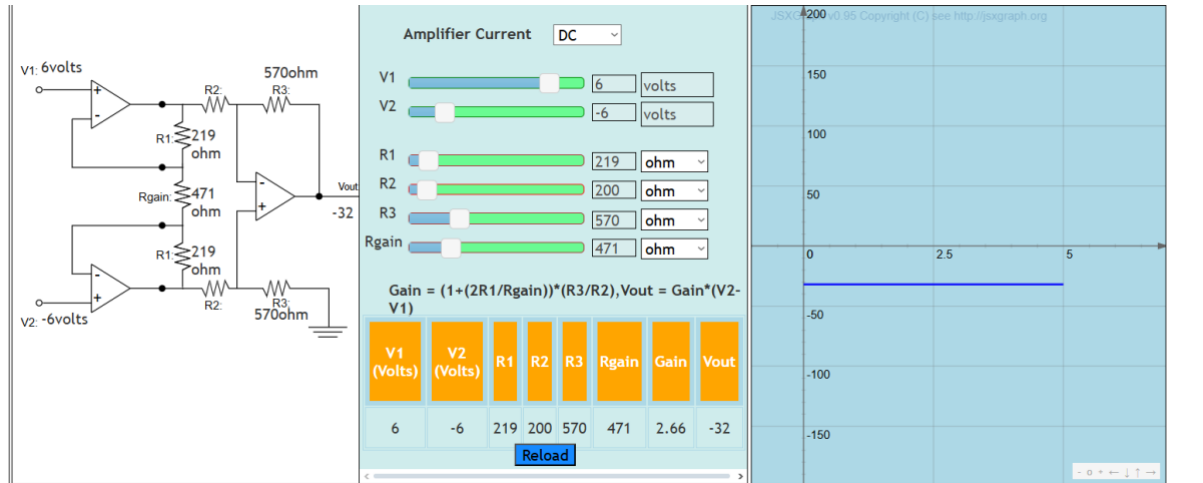 V1: 6volts
570ohm
R2:
R3:
R1:
219
ohm
Rgain:
471
ohm
Vout
-32
R1:
219
ohm
R2:
R3:
570ohm
V2: -6volts
+
-
-
+
-
+
Amplifier Current DC
V1 6 volts
V2 -6 volts
R1 219 ohm
R2 200 ohm
R3 570 ohm
Rgain 471 ohm
Gain = (1+(2R1/Rgain))*(R3/R2),Vout = Gain*(V2-
V1)
V1 (Volts) V2 (Volts) R1 R2 R3 Rgain Gain Vout
6 -6 219 200 570 471 2.66 -32
Reload
v0.95 Copyright (C) see http://jsxgraph.org
200
150
100
50
0 2.5 5
-50
-100
-150
- o + ← ↓ ↑ →